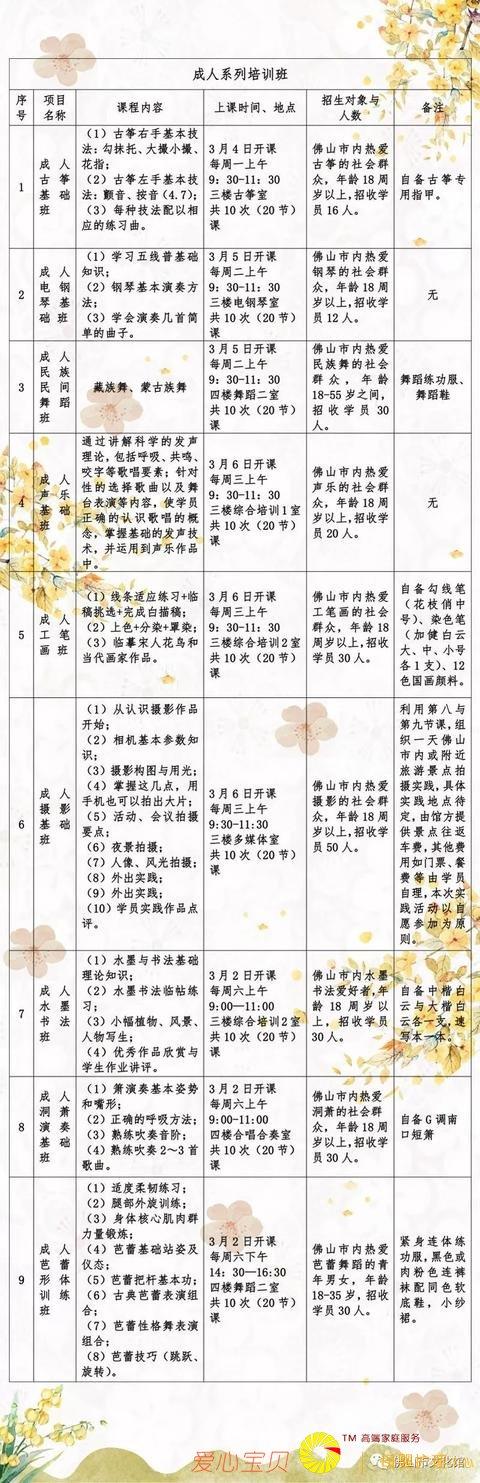 成人系列培训班
序号
项目名称
课程内容
上课时间、地点
招生对象与人数
备注
1
成人
古筝
基础
班
（1）古筝右手基本技
法：勾抹托、大撮小撮、
花指；
（2）古筝左手基本技
法：颤音、按音（4.7）；
（3）每种技法配以相
应的练习曲。
3月4日开课
每周一上午
9：30-11：30
三楼古筝室
共10次（20节）
课
佛山市内热爱
古筝的社会群
众，年龄18周
岁以上，招收学
员16人。
自备古筝专
用指甲。
2
成人
电钢
琴基
础班
（1）学习五线普基础
知识；
（2）钢琴基本演奏方
法；
（3）学会演奏几首简
单的曲子。
3月5日开课
每周二上午
9：30-11：30
三楼电钢琴室
共10次（20节）
课
佛山市内热爱
钢琴的社会群
众，年龄18周
岁以上，招收学
员12人。
无
3
成人
民族
民间
舞蹈
班
藏族舞、蒙古族舞
3月5日开课
每周二上午
9：30-11：30
四楼舞蹈二室
共10次（20节）
课
佛山市内热爱
民族舞的社会
群众，年龄
18-55岁之间，
招收学员30
人。
舞蹈练功服、
舞蹈鞋
4
成人
声乐
基础
班
通过讲解科学的发声
理论，包括呼吸、共鸣、
咬字等歌唱要素；针对
性的选择歌曲以及舞
台表演等内容，使学员
正确的认识歌唱的概
念，掌握基础的发声技
术，并运用到声乐作品
中。
3月6日开课
每周三上午
9：30-11：30
三楼综合培训1室
共10次（20节）
课
佛山市内热爱
声乐的社会群
众，年龄18周
岁以上，招收学
员20人。
无
5
成人
工笔
画班
（1）线条适应练习+临
稿挑选+完成白描稿；
（2）上色+分染+罩染；
（3）临摹宋人花鸟和
当代画家作品。
3月6日开课
每周三上午
9：30-11：30
三楼综合培训2室
共10次（20节）
课
佛山市内热爱
工笔画的社会
群众，年龄18
周岁以上，招收
学员30人。
自备勾线笔
（花枝俏中
号）、染色笔
（加健白云
大、中、小号
各1支）、12
色国画颜料。
6
成人
摄影
基础
班
（1）从认识摄影作品
开始；
（2）相机基本参数知
识；
（3）摄影构图与用光；
（4）掌握这几点，用
手机也可以拍出大片；
（5）活动、会议拍摄
要点；
（6）夜景拍摄；
（7）人像、风光拍摄；
（8）外出实践；
（9）外出实践；
（10）学员实践作品点
评。
3月6日开课
每周三上午
9:30-11:30
三楼多媒体室
共10次（20节）
课
佛山市内热爱
摄影的社会群
众，年龄18周
岁以上，招收学
员50人。
利用第八与
第九节课，组
织一天佛山
市内或附近
旅游景点拍
摄实践，具体
实践地点待
定，由馆方提
供景点往返
车费，其他费
用如门票、餐
费等由学员
自理，本次实
践活动以自
愿参加为原
则。
7
成人
水墨
书法
班
（1）水墨与书法基础
理论知识；
（2）水墨书法临帖练
习；
（3）小幅植物、风景、
人物写生；
（4）优秀作品欣赏与
学生作业讲评。
3月2日开课
每周六上午
9:00—11:00
三楼综合培训2室
共10次（20节）
课
佛山市内水墨
书法爱好者，年
龄18周岁以
上，招收学员
30人。
自备中楷白
云与大楷白
云各一支，速
写本一本。
8
成人
洞箫
演奏
基础
班
（1）箫演奏基本姿势
和嘴形；
（2）正确的呼吸方法；
（3）熟练吹奏音阶；
（4）熟练吹奏2～3首
歌曲。
3月2日开课
每周六上午
9:00-11:00
四楼合唱合奏室
共10次（20节）
课
佛山市内热爱
洞箫的社会群
众，年龄18周
岁以上，招收学
员30人。
自备G调南
口短箫
9
成人
芭蕾
形体
训练
班
（1）适度柔韧练习；
（2）腿部外旋训练；
（3）身体核心肌肉群
力量锻炼；
（4）芭蕾基础站姿及
仪态；
（5）芭蕾把杆基本功；
（6）古典芭蕾表演组
合；
（7）芭蕾性格舞表演
组合；
（8）芭蕾技巧（跳跃、
旋转）。
3月2日开课
每周六下午
14：30—16:30
四楼舞蹈二室
共10次（20节）
课
佛山市内热爱
芭蕾舞蹈的青
年男女，年龄
18-35岁，招收
学员30人。
紧身连体练
功服，黑色或
肉粉色连裤
袜配同色软
底鞋，小纱
裙。
爱心宝贝
TM 高端家庭服务
佛山市文化馆